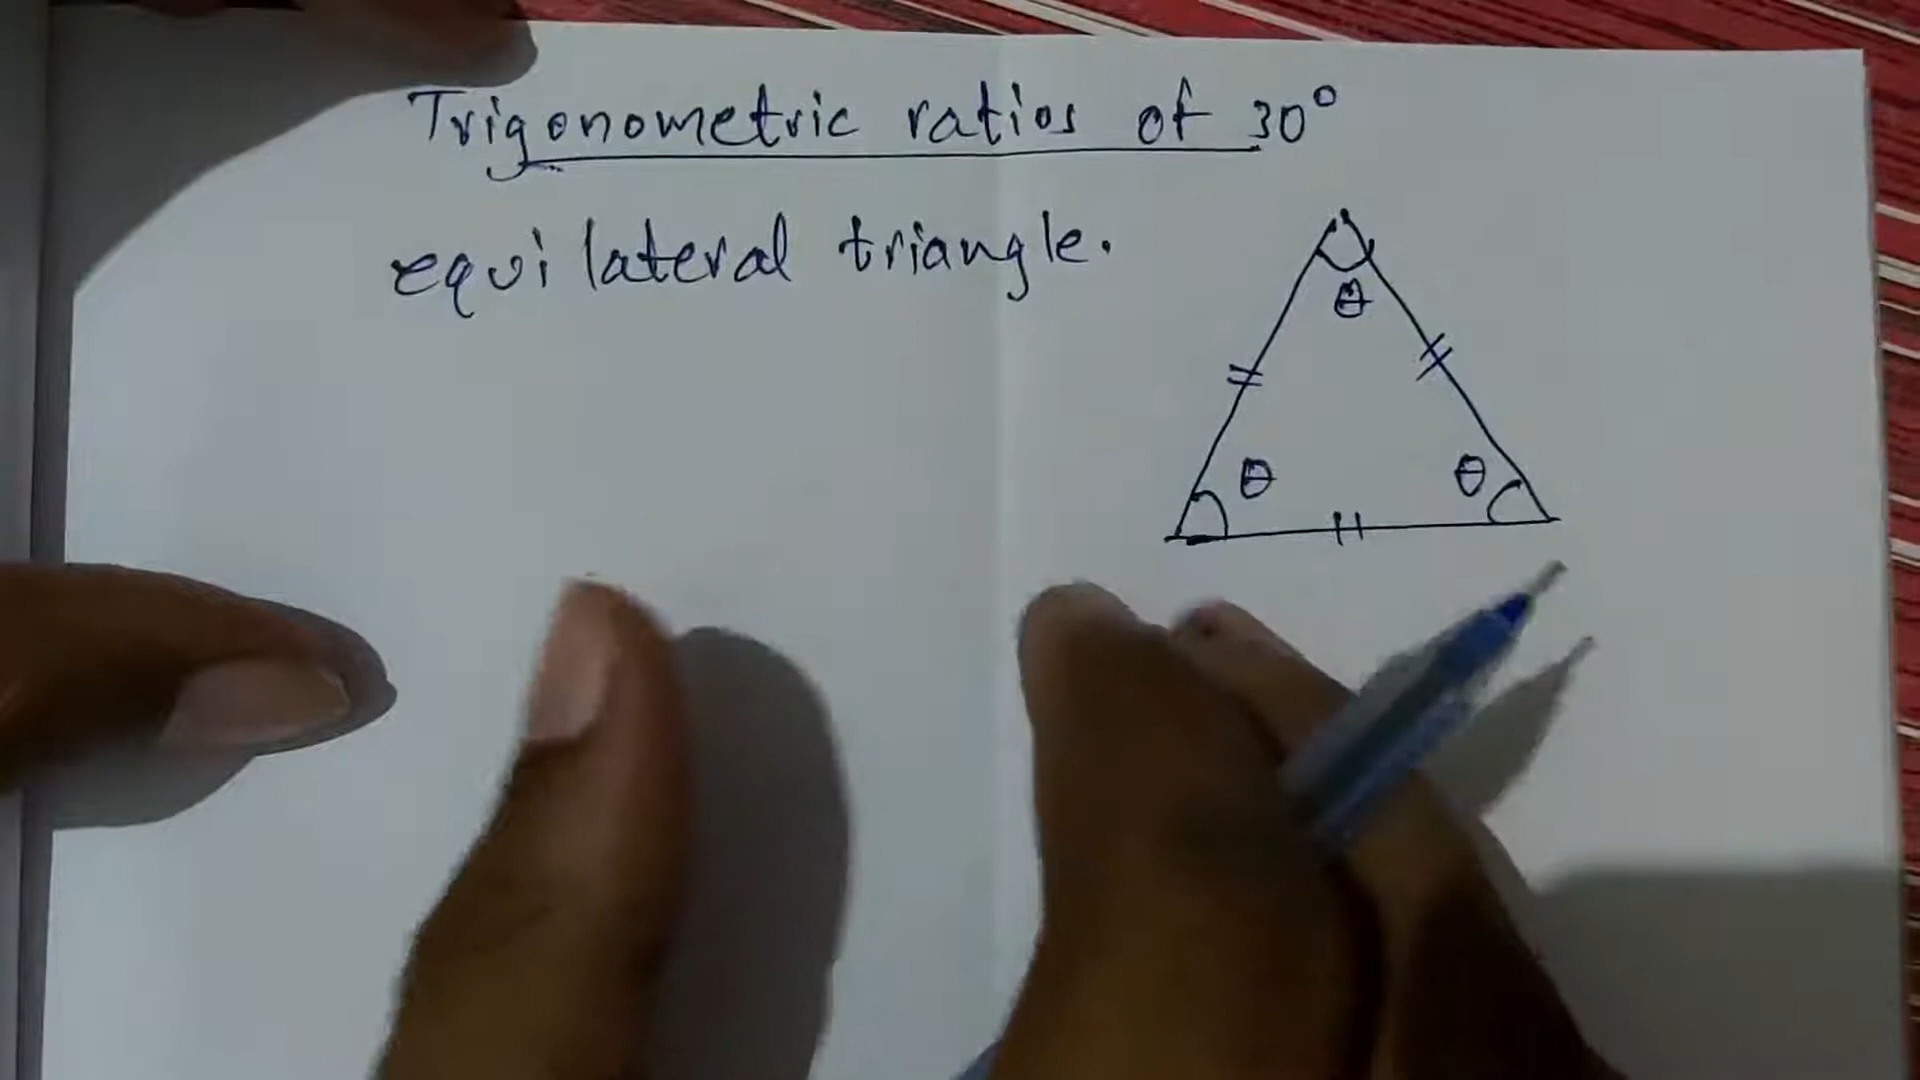 Trigonometric ratios of 30°
equilateral triangle.
θ
θ θ